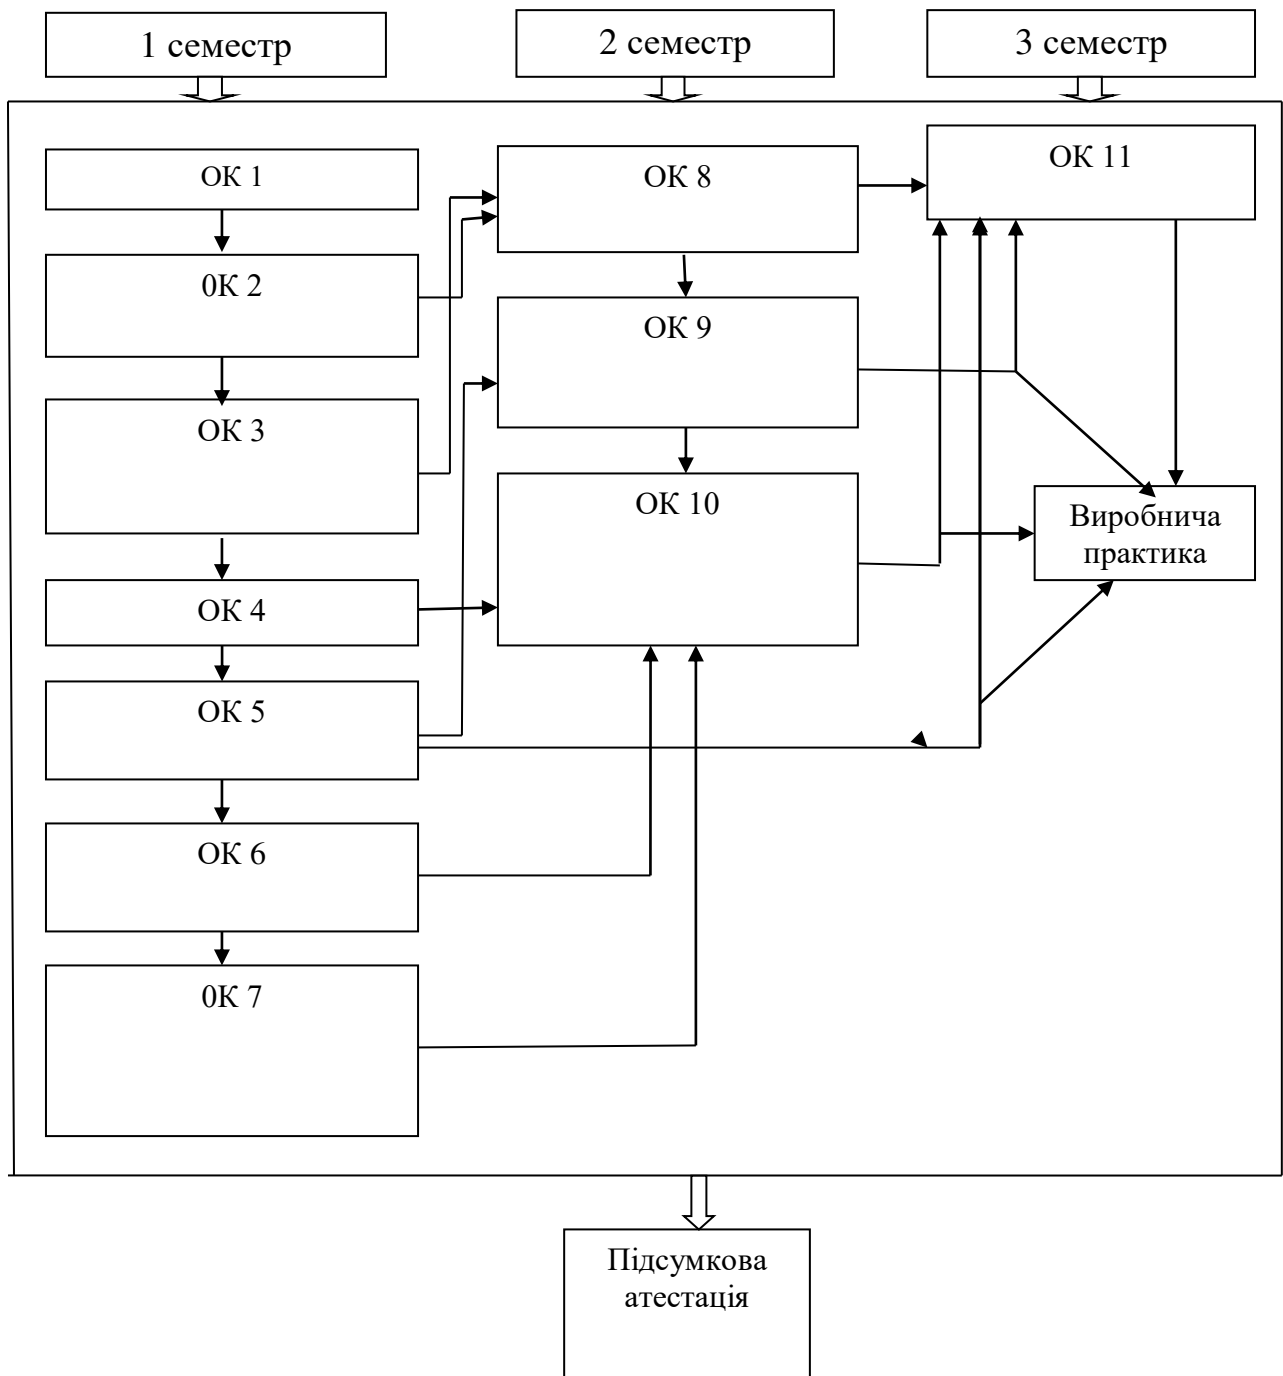 1 семестр
2 семестр
3 семестр
ОК 1
0К 2
ОК 3
ОК 4
ОК 5
ОК 6
0К 7
ОК 8
ОК 9
ОК 10
ОК 11
Виробнича
практика
Підсумкова
атестація